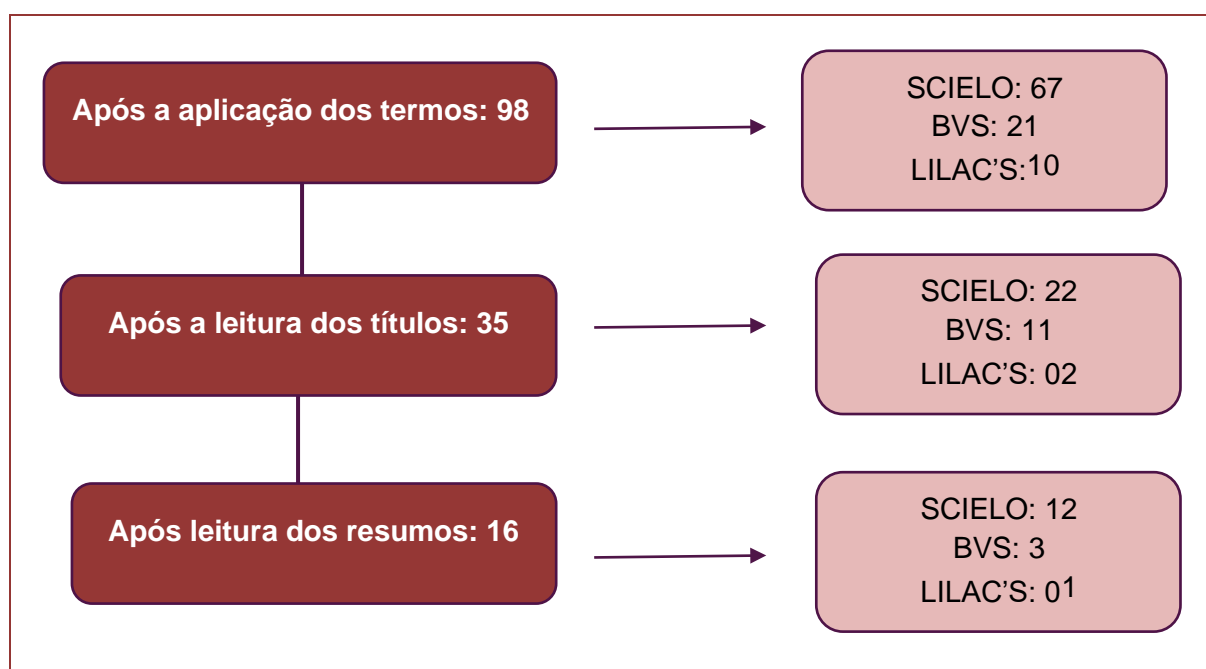 Após a aplicação dos termos: 98
SCIELO: 67
BVS: 21
LILAC’S:10
Após a leitura dos títulos: 35
SCIELO: 22
BVS: 11
LILAC’S: 02
Após leitura dos resumos: 16
SCIELO: 12
BVS: 3
LILAC’S: 01